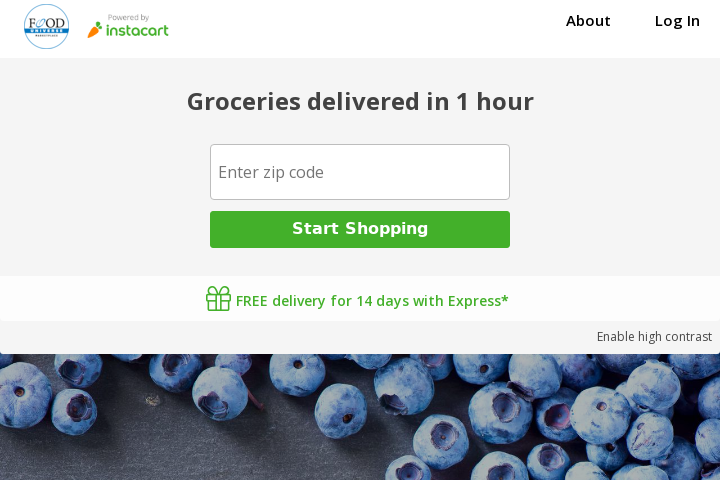 FOOD
UNIVERSE
Powered by
instacart
About
Log In
Groceries delivered in 1 hour
Enter zip code
Start Shopping
FREE delivery for 14 days with Express*
Enable high contrast